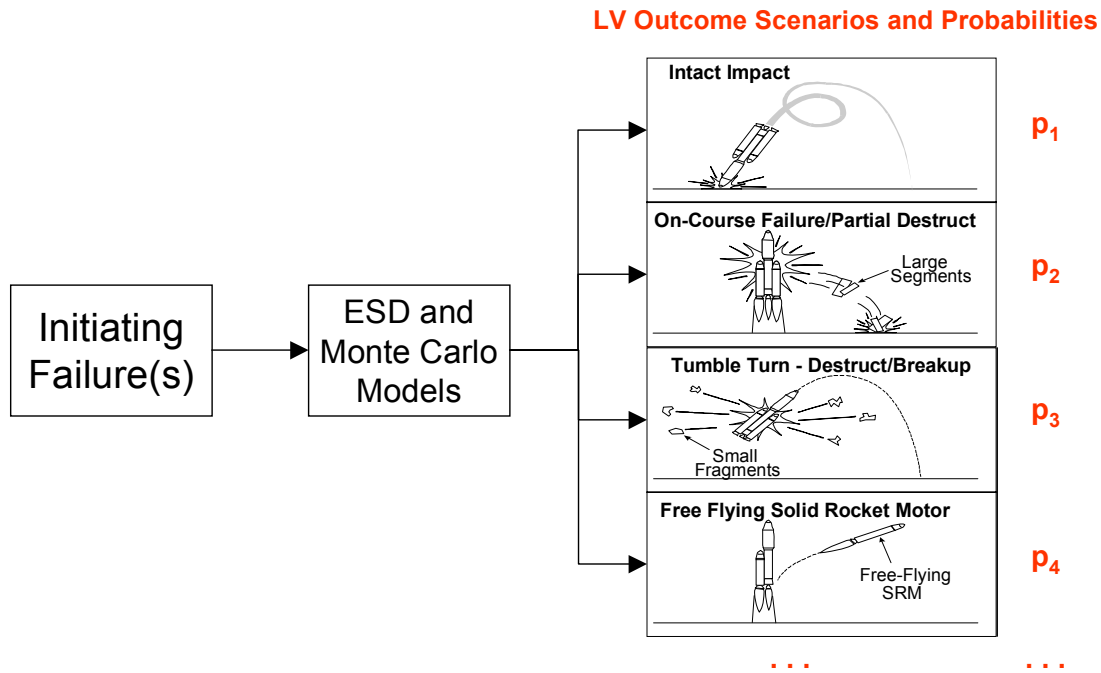 LV Outcome Scenarios and Probabilities
Intact Impact
p1
On-Course Failure/Partial Destruct
Large
Segments
p2
Initiating
Failure(s)
ESD and
Monte Carlo
Models
Tumble Turn - Destruct/Breakup
Small
Fragments
p3
Free Flying Solid Rocket Motor
Free-Flying
SRM
p4
. . . . . .